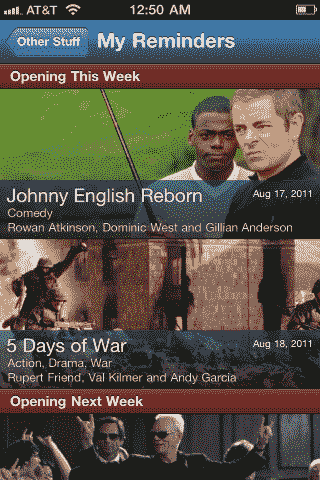 AT&T 12:50 AM
Other Stuff My Reminders
Opening This Week
Johnny English Reborn Aug 17, 2011
Comedy
Rowan Atkinson, Dominic West and Gillian Anderson
5 Days of War Aug 18, 2011
Action, Drama, War
Rupert Friend, Val Kilmer and Andy Garcia
Opening Next Week